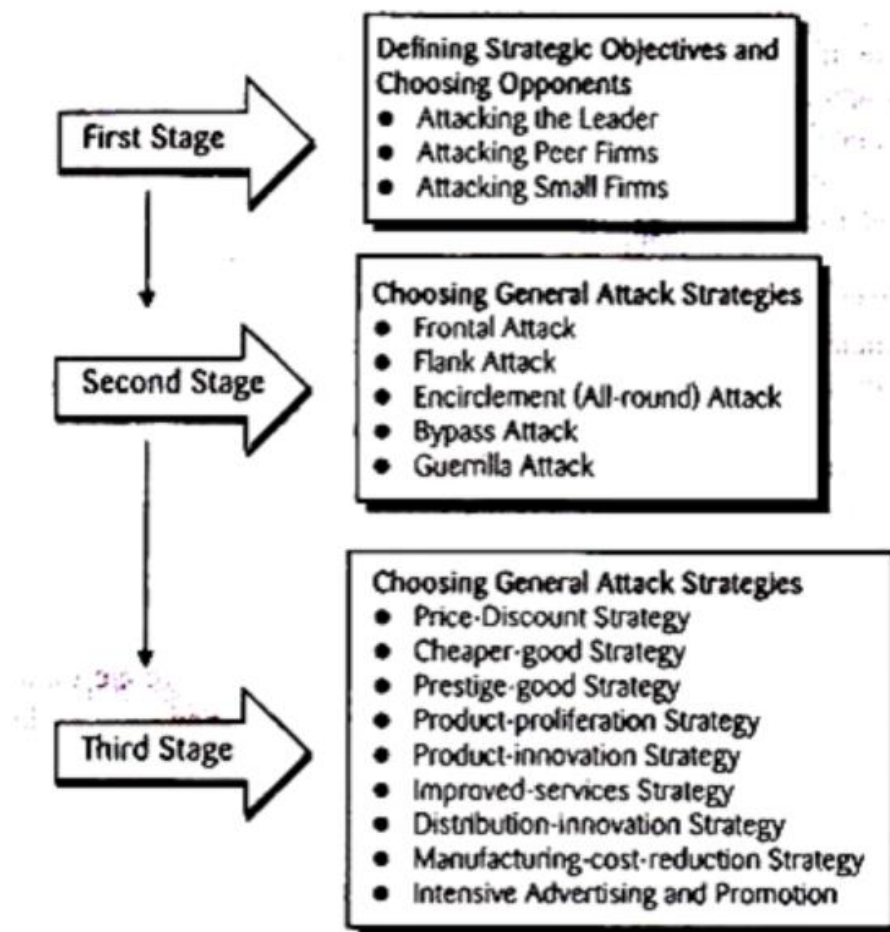 First Stage
Defining Strategic Objectives and
Choosing Opponents
● Attacking the Leader
● Attacking Peer Firms
● Attacking Small Firms
Second Stage
Choosing General Attack Strategies
● Frontal Attack
● Flank Attack
● Encirclement (All-round) Attack
● Bypass Attack
● Guerrilla Attack
Third Stage
Choosing General Attack Strategies
● Price-Discount Strategy
● Cheaper-good Strategy
● Prestige-good Strategy
● Product-proliferation Strategy
● Product-innovation Strategy
● Improved-services Strategy
● Distribution-innovation Strategy
● Manufacturing-cost-reduction Strategy
● Intensive Advertising and Promotion